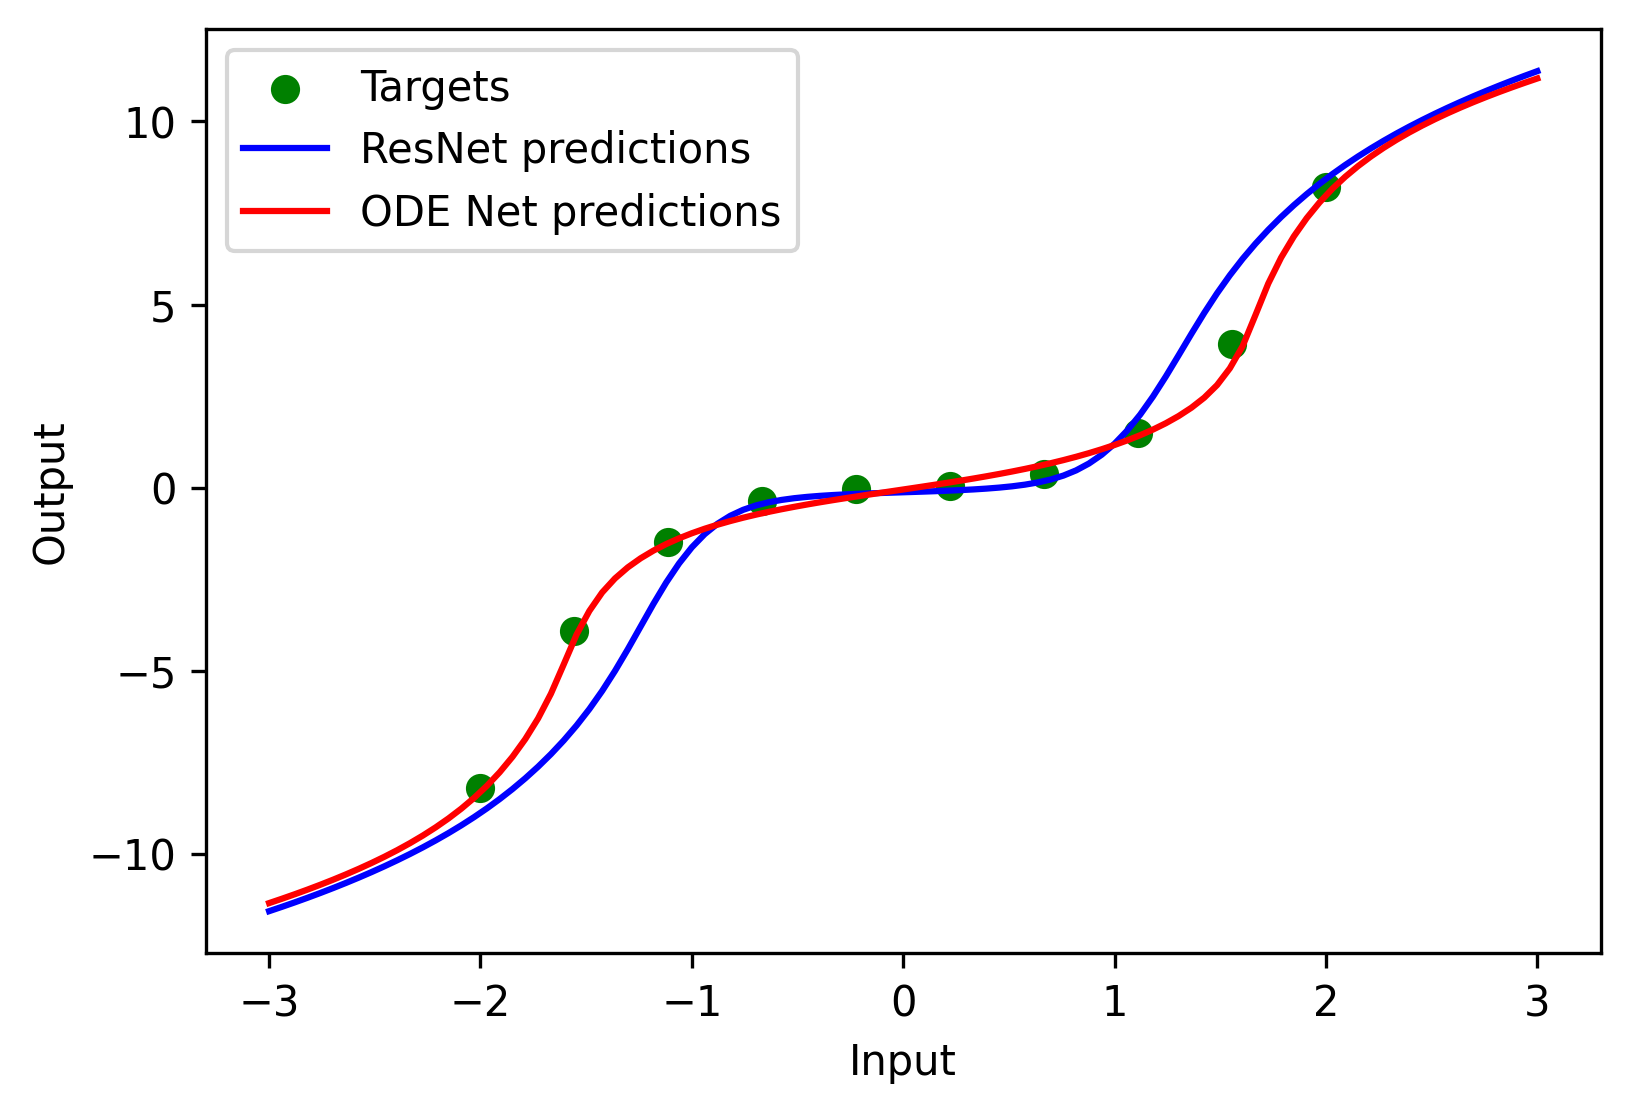 Targets
ResNet predictions
ODE Net predictions
10
5
0
−5
−10
Output
−3 −2 −1 0 1 2 3
Input